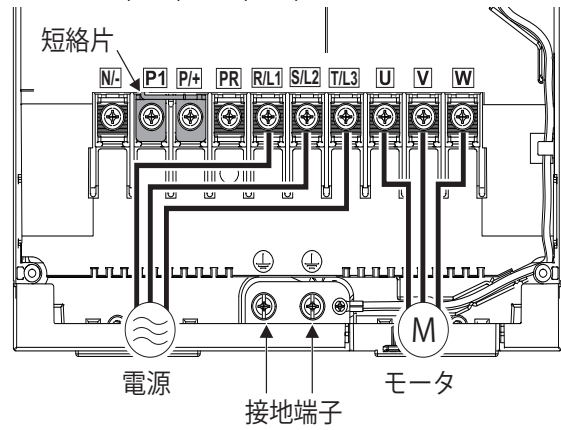 短絡片
N/- P1 P/+ PR R/L1 S/L2 T/L3 U V W
M
電源
モータ
接地端子